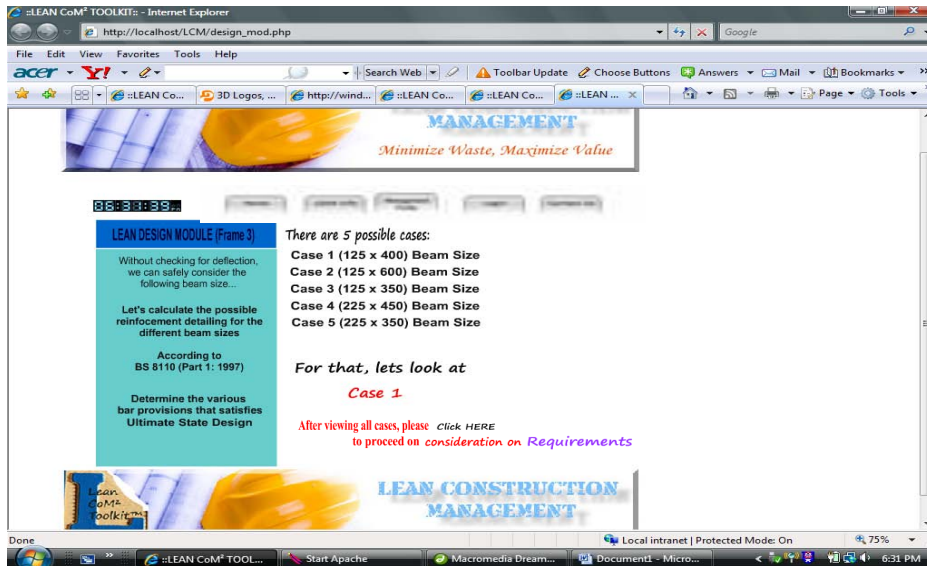 ::LEAN CoM² TOOLKIT:: - Internet Explorer
http://localhost/LCM/design_mod.php
Google
File Edit View Favorites Tools Help
acer Y! Search Web Toolbar Update Choose Buttons Answers Mail Bookmarks
::LEAN Co... 3D Logos, ... http://wind... ::LEAN Co... ::LEAN Co... ::LEAN ... Page Tools
MANAGEMENT
Minimize Waste, Maximize Value
LEAN DESIGN MODULE (Frame 3)
Without checking for deflection,
we can safely consider the
following beam size...
Let's calculate the possible
reinfocement detailing for the
different beam sizes
According to
BS 8110 (Part 1: 1997)
Determine the various
bar provisions that satisfies
Ultimate State Design
There are 5 possible cases:
Case 1 (125 x 400) Beam Size
Case 2 (125 x 600) Beam Size
Case 3 (125 x 350) Beam Size
Case 4 (225 x 450) Beam Size
Case 5 (225 x 350) Beam Size
For that, lets look at
Case 1
After viewing all cases, please Click HERE
to proceed on consideration on Requirements
Lean
CoM²
Toolkit™
LEAN CONSTRUCTION
MANAGEMENT
Done
Local intranet | Protected Mode: On
75%
::LEAN CoM² TOOL... Start Apache Macromedia Dream... Document1 - Micro... 6:31 PM